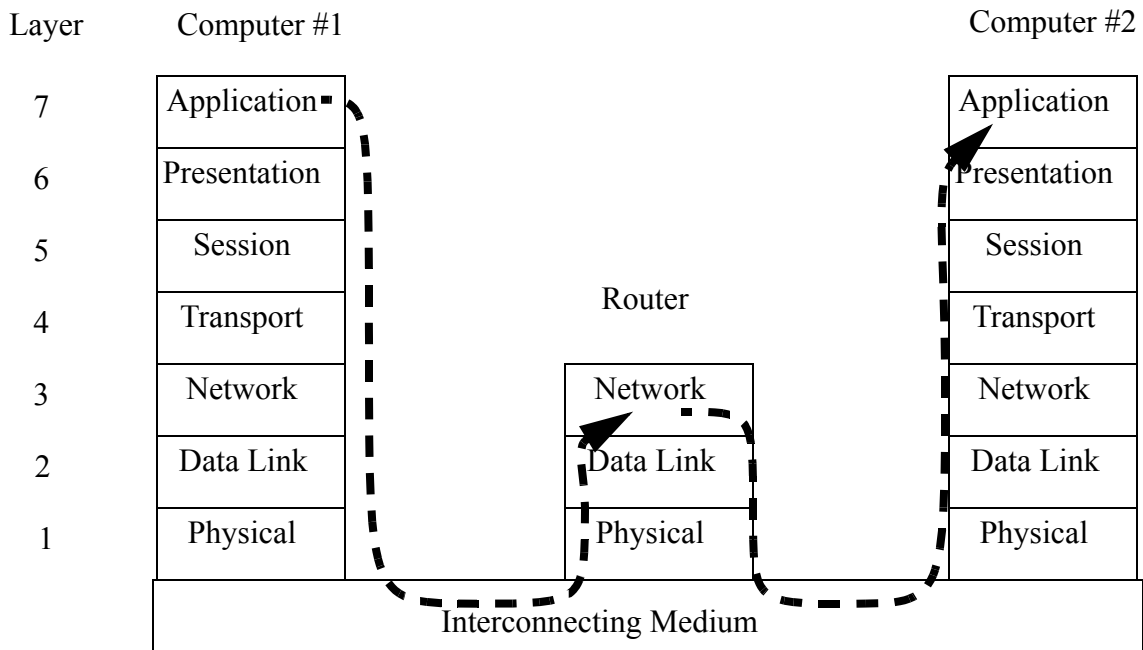 Layer Computer #1 Computer #2
7 Application Application
6 Presentation Presentation
5 Session Session
Router
4 Transport Transport
3 Network Network Network
2 Data Link Data Link Data Link
1 Physical Physical Physical
Interconnecting Medium